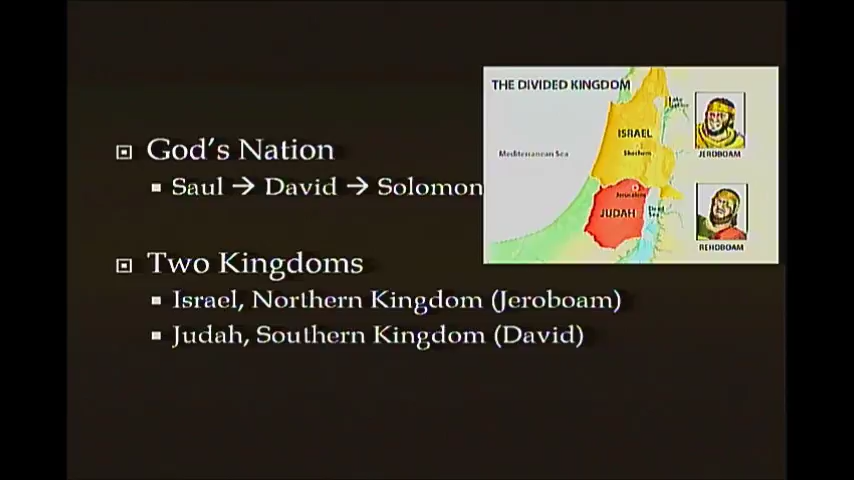 God's Nation
Saul → David → Solomon
Two Kingdoms
Israel, Northern Kingdom (Jeroboam)
Judah, Southern Kingdom (David)
THE DIVIDED KINGDOM
ISRAEL
Mediterranean Sea
Shechem
Jerusalem
JUDAH
Dead Sea
JEROBOAM
REHOBOAM